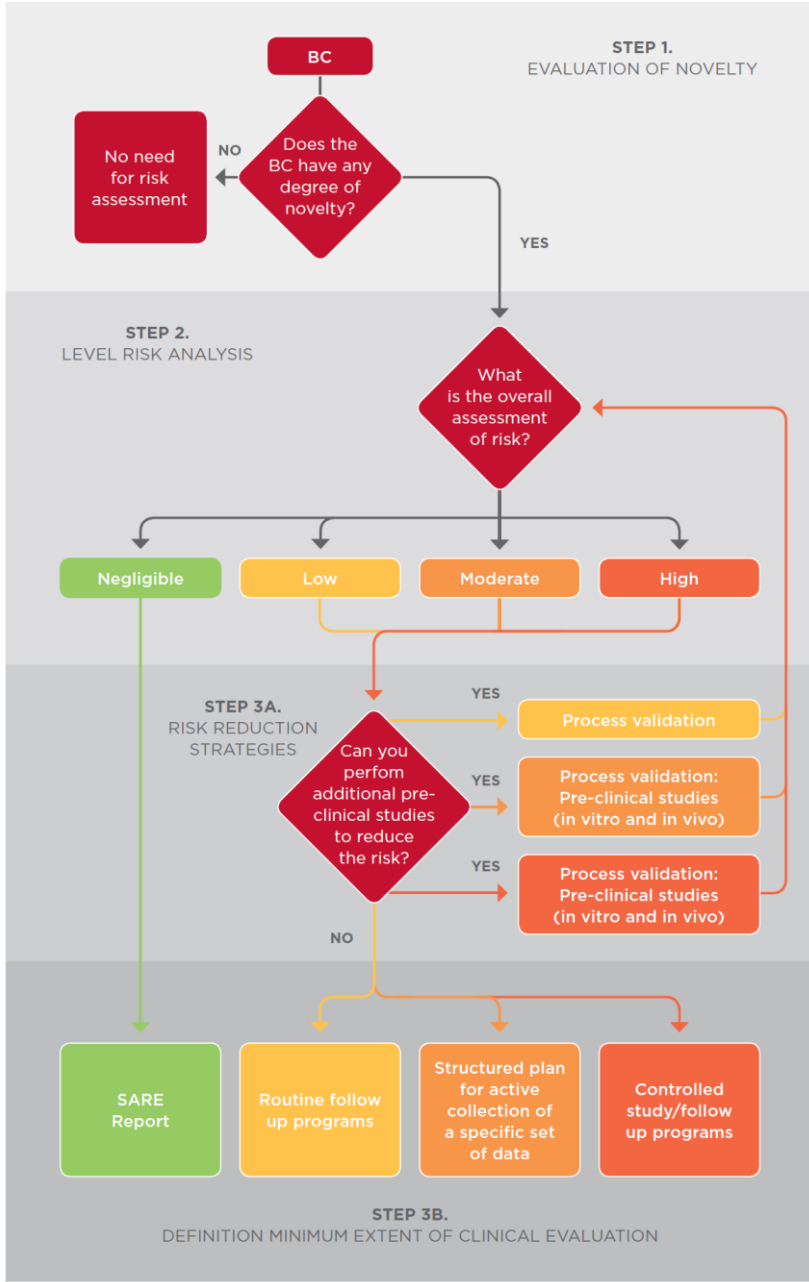 BC
STEP 1.
EVALUATION OF NOVELTY
Does the
BC have any
degree of
novelty?
NO
No need
for risk
assessment
YES
STEP 2.
LEVEL RISK ANALYSIS
What
is the overall
assessment
of risk?
Negligible
Low
Moderate
High
STEP 3A.
RISK REDUCTION
STRATEGIES
Can you
perfom
additional pre-
clinical studies
to reduce
the risk?
YES
Process validation
YES
Process validation:
Pre-clinical studies
(in vitro and in vivo)
YES
Process validation:
Pre-clinical studies
(in vitro and in vivo)
NO
SARE
Report
Routine follow
up programs
Structured plan
for active
collection of
a specific set
of data
Controlled
study/follow
up programs
STEP 3B.
DEFINITION MINIMUM EXTENT OF CLINICAL EVALUATION